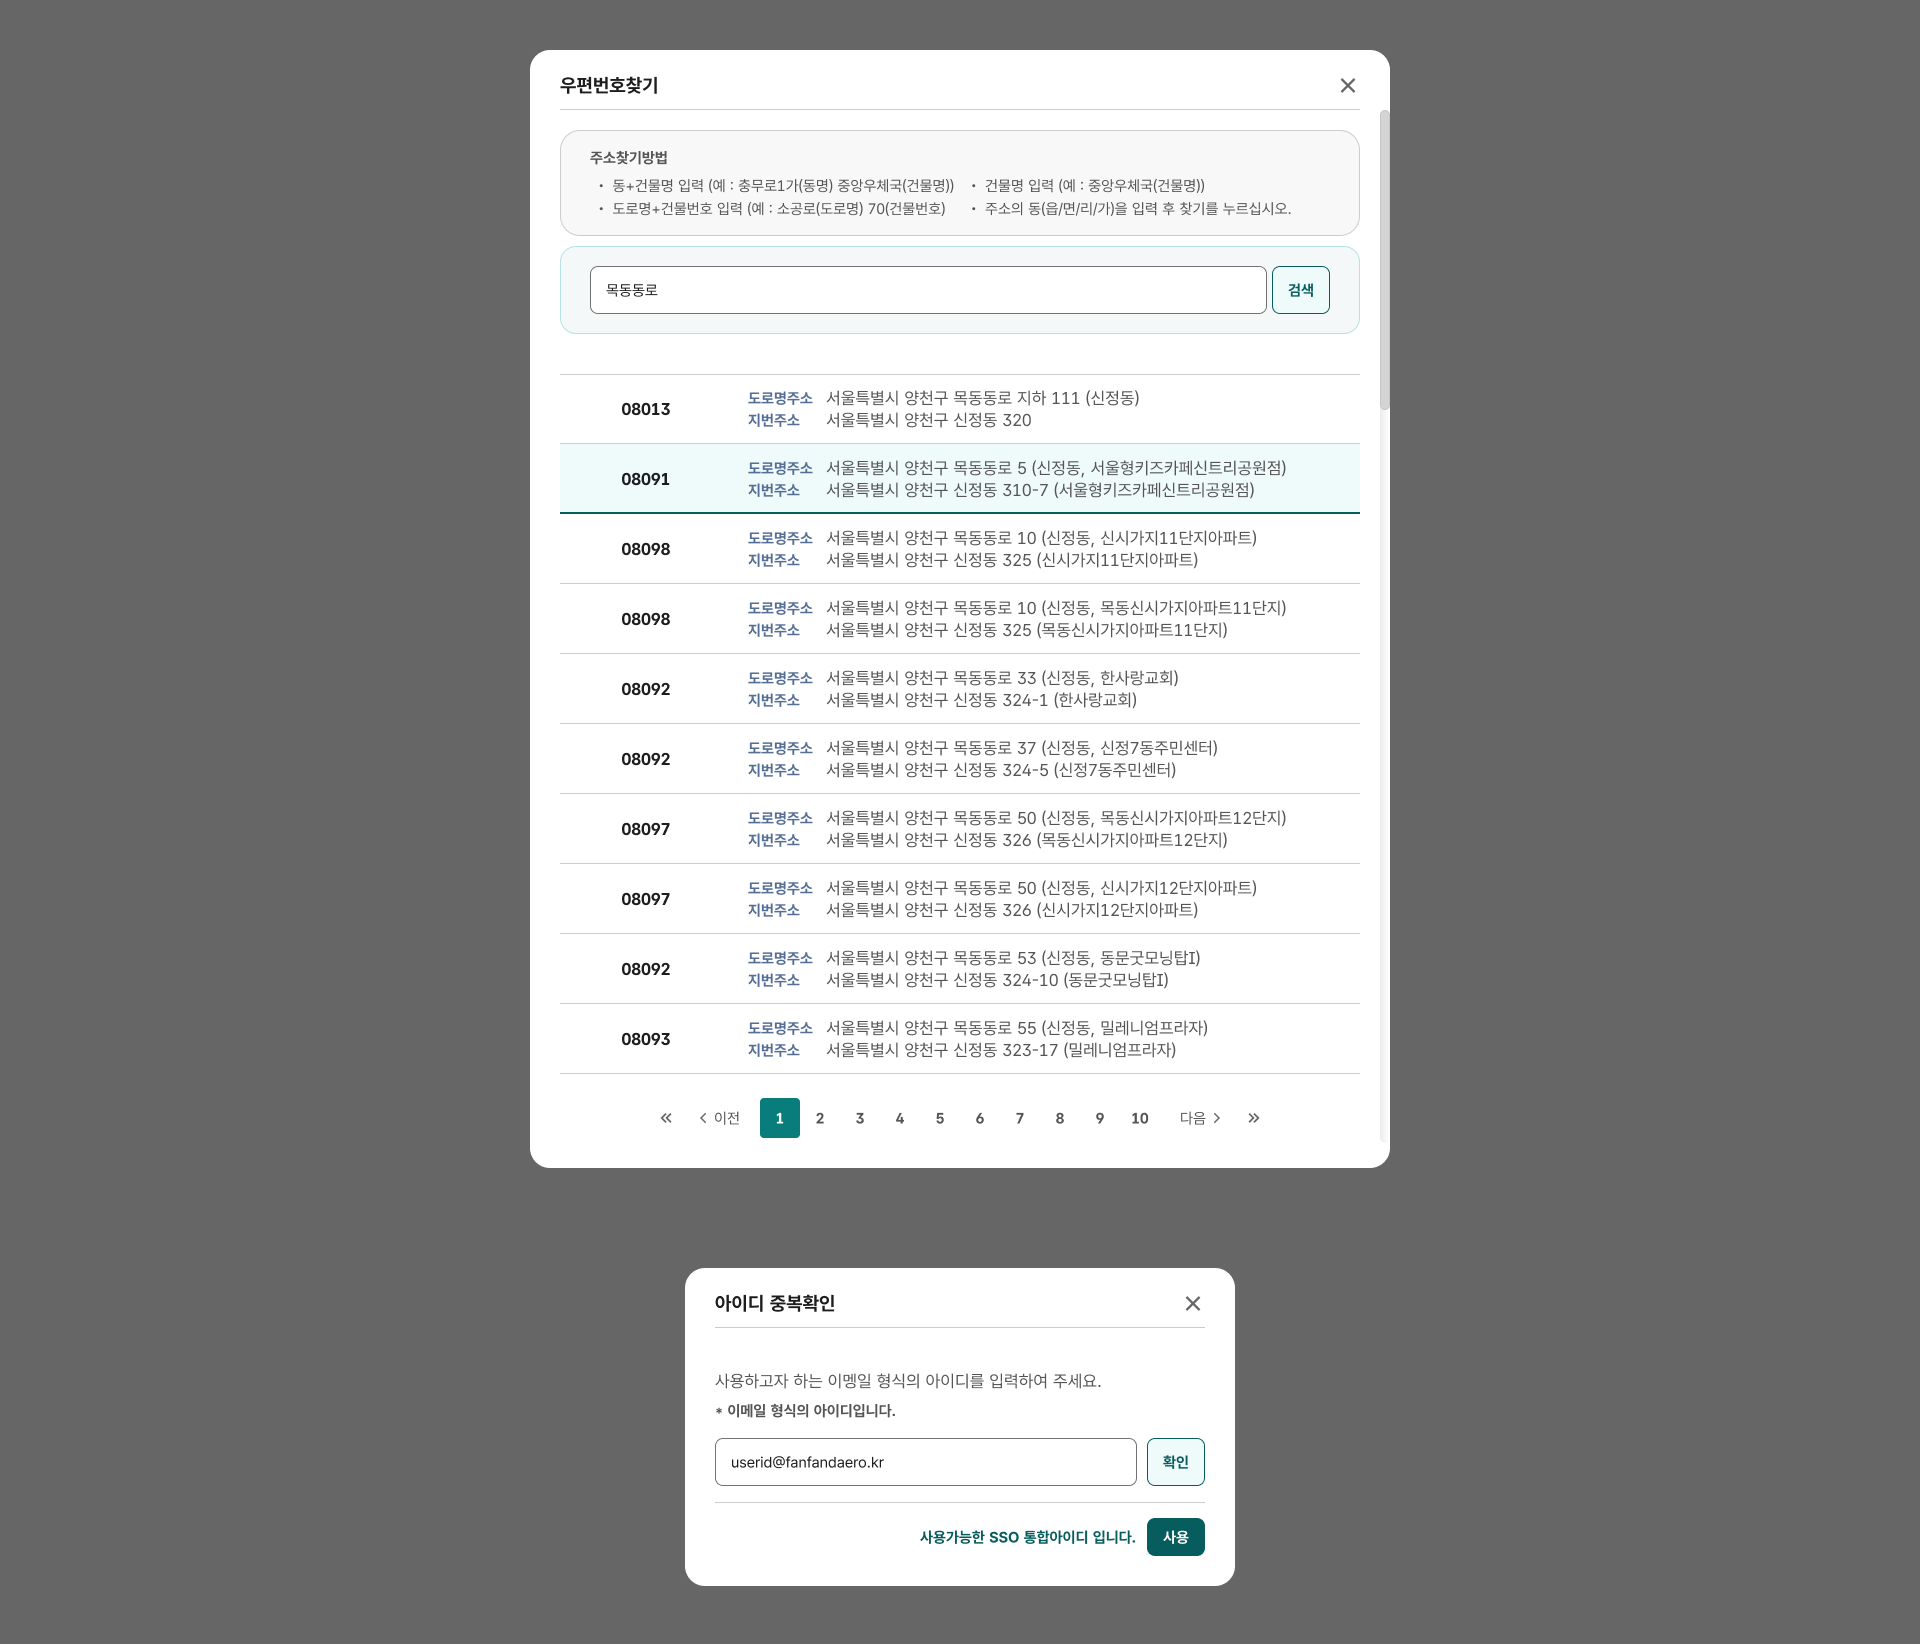 우편번호찾기
주소찾기방법
• 동+건물명 입력 (예 : 충무로1가(동명) 중앙우체국(건물명)) • 건물명 입력 (예 : 중앙우체국(건물명))
• 도로명+건물번호 입력 (예 : 소공로(도로명) 70(건물번호) • 주소의 동(읍/면/리/가)을 입력 후 찾기를 누르십시오.
목동동로 검색
08013
도로명주소 서울특별시 양천구 목동동로 지하 111 (신정동)
지번주소 서울특별시 양천구 신정동 320
08091
도로명주소 서울특별시 양천구 목동동로 5 (신정동, 서울형키즈카페신트리공원점)
지번주소 서울특별시 양천구 신정동 310-7 (서울형키즈카페신트리공원점)
08098
도로명주소 서울특별시 양천구 목동동로 10 (신정동, 신시가지11단지아파트)
지번주소 서울특별시 양천구 신정동 325 (신시가지11단지아파트)
08098
도로명주소 서울특별시 양천구 목동동로 10 (신정동, 목동신시가지아파트11단지)
지번주소 서울특별시 양천구 신정동 325 (목동신시가지아파트11단지)
08092
도로명주소 서울특별시 양천구 목동동로 33 (신정동, 한사랑교회)
지번주소 서울특별시 양천구 신정동 324-1 (한사랑교회)
08092
도로명주소 서울특별시 양천구 목동동로 37 (신정동, 신정7동주민센터)
지번주소 서울특별시 양천구 신정동 324-5 (신정7동주민센터)
08097
도로명주소 서울특별시 양천구 목동동로 50 (신정동, 목동신시가지아파트12단지)
지번주소 서울특별시 양천구 신정동 326 (목동신시가지아파트12단지)
08097
도로명주소 서울특별시 양천구 목동동로 50 (신정동, 신시가지12단지아파트)
지번주소 서울특별시 양천구 신정동 326 (신시가지12단지아파트)
08092
도로명주소 서울특별시 양천구 목동동로 53 (신정동, 동문굿모닝탑I)
지번주소 서울특별시 양천구 신정동 324-10 (동문굿모닝탑I)
08093
도로명주소 서울특별시 양천구 목동동로 55 (신정동, 밀레니엄프라자)
지번주소 서울특별시 양천구 신정동 323-17 (밀레니엄프라자)
« < 이전 1 2 3 4 5 6 7 8 9 10 다음 > »
아이디 중복확인
사용하고자 하는 이멩일 형식의 아이디를 입력하여 주세요.
* 이메일 형식의 아이디입니다.
userid@fanfandaero.kr 확인
사용가능한 SSO 통합아이디 입니다. 사용